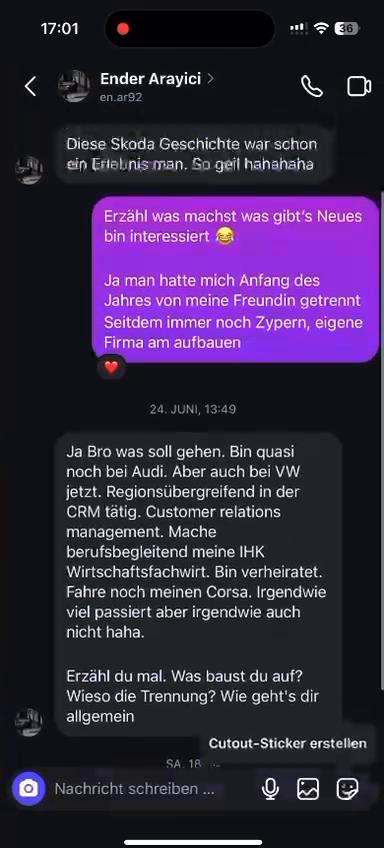 17:01
36
Ender Arayici
en.ar92
Diese Skoda Geschichte war schon
ein Erlebnis man. So geil hahahaha
Erzähl was machst was gibt's Neues
bin interessiert 😂
Ja man hatte mich Anfang des
Jahres von meine Freundin getrennt
Seitdem immer noch Zypern, eigene
Firma am aufbauen
24. JUNI, 13:49
Ja Bro was soll gehen. Bin quasi
noch bei Audi. Aber auch bei VW
jetzt. Regionsübergreifend in der
CRM tätig. Customer relations
management. Mache
berufsbegleitend meine IHK
Wirtschaftsfachwirt. Bin verheiratet.
Fahre noch meinen Corsa. Irgendwie
viel passiert aber irgendwie auch
nicht haha.
Erzähl du mal. Was baust du auf?
Wieso die Trennung? Wie geht's dir
allgemein
Cutout-Sticker erstellen
SA. 18.
Nachricht schreiben ...